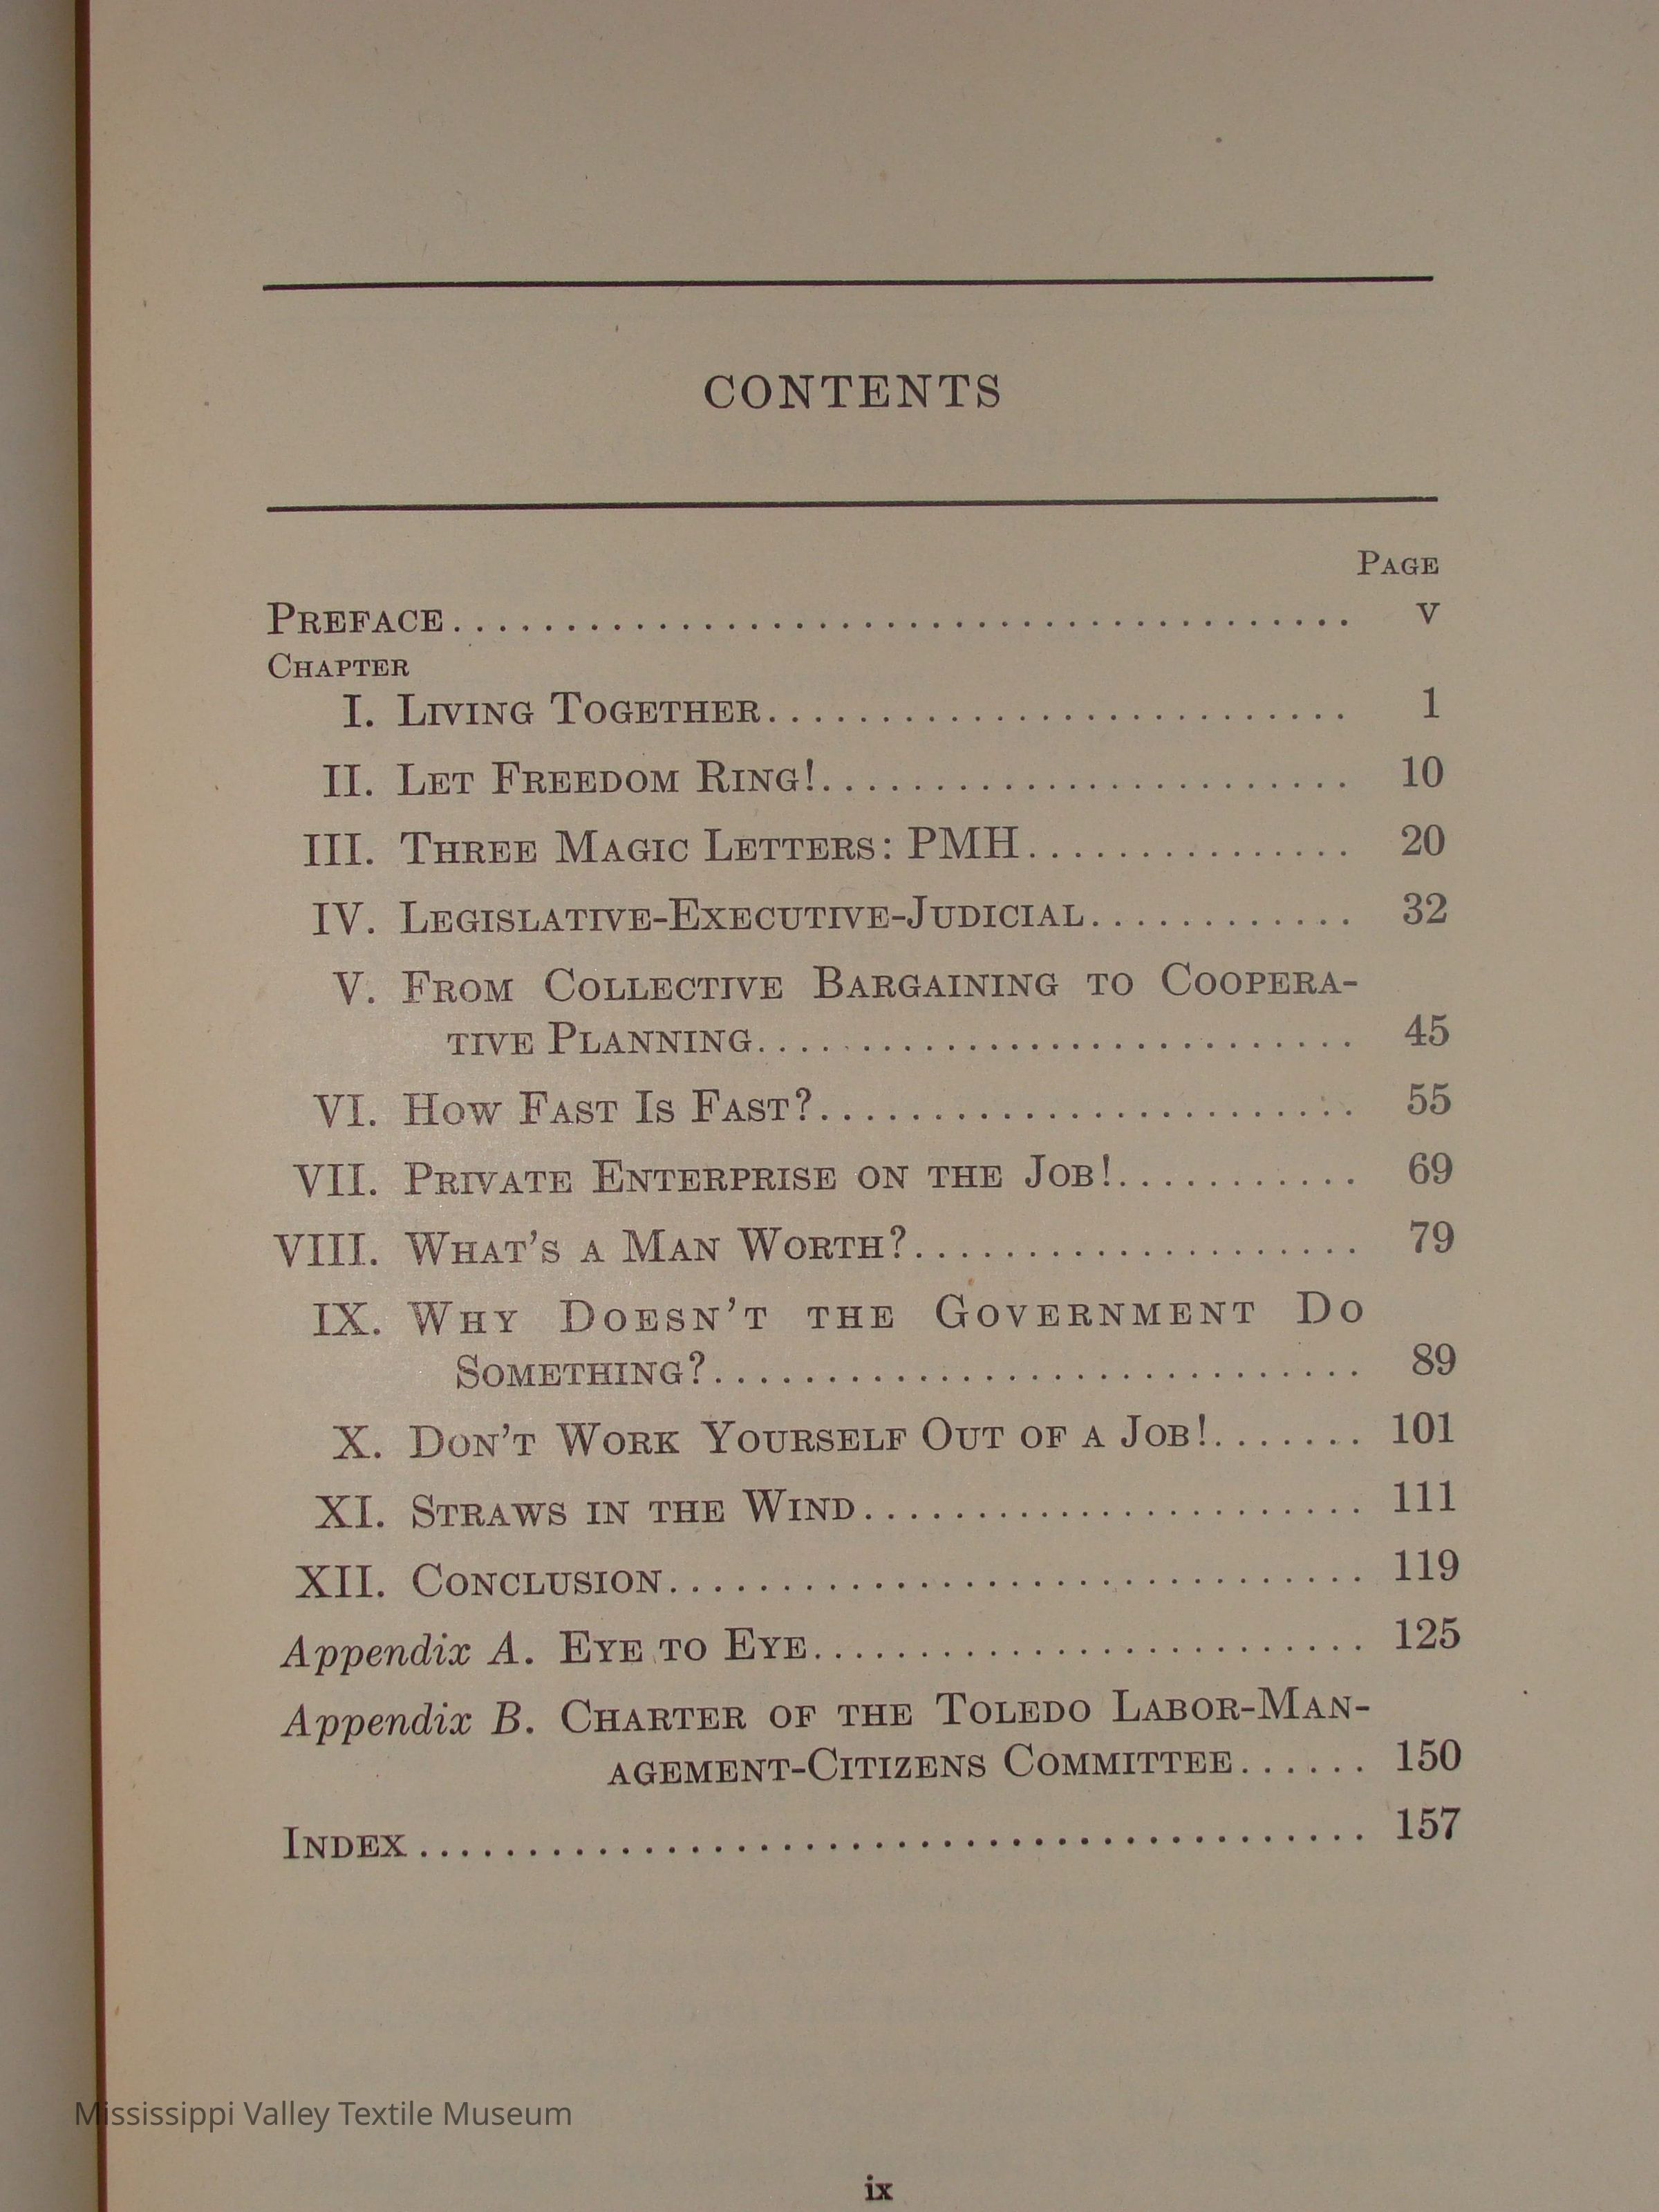 CONTENTS
PAGE
PREFACE........................................ V
CHAPTER
I. LIVING TOGETHER.......................... 1
II. LET FREEDOM RING!........................ 10
III. THREE MAGIC LETTERS: PMH............... 20
IV. LEGISLATIVE-EXECUTIVE-JUDICIAL............ 32
V. FROM COLLECTIVE BARGAINING TO COOPERA-
TIVE PLANNING........................... 45
VI. HOW FAST IS FAST?........................ 55
VII. PRIVATE ENTERPRISE ON THE JOB!........... 69
VIII. WHAT'S A MAN WORTH?.................... 79
IX. WHY DOESN'T THE GOVERNMENT DO
SOMETHING?............................. 89
X. DON'T WORK YOURSELF OUT OF A JOB!....... 101
XI. STRAWS IN THE WIND....................... 111
XII. CONCLUSION............................... 119
Appendix A. EYE TO EYE......................... 125
Appendix B. CHARTER OF THE TOLEDO LABOR-MAN-
AGEMENT-CITIZENS COMMITTEE...... 150
INDEX.......................................... 157
Mississippi Valley Textile Museum
ix